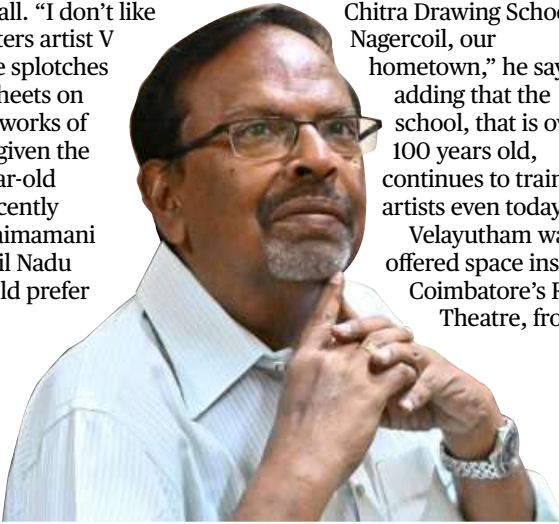 all. “I don’t like
ters artist V
e splotches
heets on
works of
given the
ar-old
cently
aimamani
il Nadu
ld prefer
Chitra Drawing Schoo
Nagercoil, our
hometown,” he say
adding that the
school, that is ov
100 years old,
continues to train
artists even today
Velayutham wa
offered space ins
Coimbatore’s
Theatre, fro